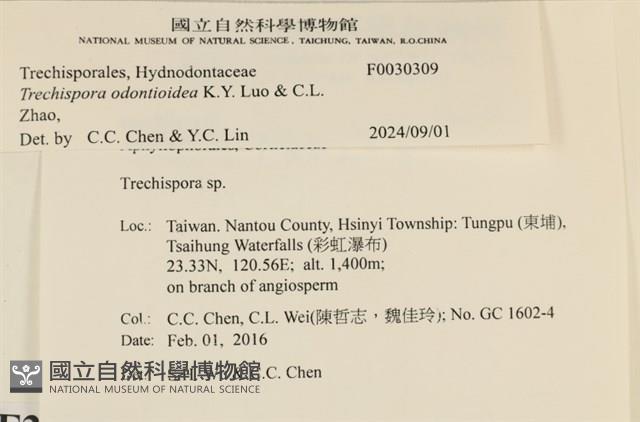 國立自然科學博物館
NATIONAL MUSEUM OF NATURAL SCIENCE, TAICHUNG, TAIWAN, R.O.CHINA
Trechisporales, Hydnodontaceae F0030309
Trechispora odontioidea K.Y. Luo & C.L.
Zhao,
Det. by C.C. Chen & Y.C. Lin 2024/09/01
Trechispora sp.
Loc.: Taiwan. Nantou County, Hsinyi Township: Tungpu (東埔),
Tsaihung Waterfalls (彩虹瀑布)
23.33N, 120.56E; alt. 1,400m;
on branch of angiosperm
Col.: C.C. Chen, C.L. Wei(陳哲志，魏佳玲); No. GC 1602-4
Date: Feb. 01, 2016
C. Chen
國立自然科學博物館
NATIONAL MUSEUM OF NATURAL SCIENCE